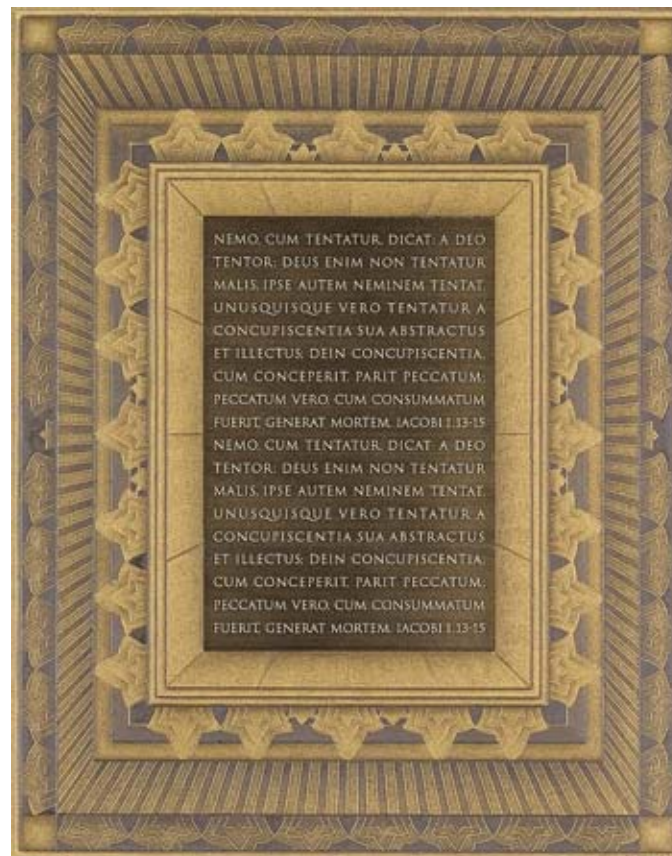 NEMO, CUM TENTATUR, DICAT: A DEO
TENTOR; DEUS ENIM NON TENTATUR
MALIS, IPSE AUTEM NEMINEM TENTAT.
UNUSQUISQUE VERO TENTATUR A
CONCUPISCENTIA SUA ABSTRACTUS
ET ILLECTUS; DEIN CONCUPISCENTIA,
CUM CONCEPERIT, PARIT PECCATUM;
PECCATUM VERO, CUM CONSUMMATUM
FUERIT, GENERAT MORTEM. IACOBI 1.13-15
NEMO, CUM TENTATUR, DICAT: A DEO
TENTOR; DEUS ENIM NON TENTATUR
MALIS, IPSE AUTEM NEMINEM TENTAT.
UNUSQUISQUE VERO TENTATUR A
CONCUPISCENTIA SUA ABSTRACTUS
ET ILLECTUS; DEIN CONCUPISCENTIA,
CUM CONCEPERIT, PARIT PECCATUM;
PECCATUM VERO, CUM CONSUMMATUM
FUERIT, GENERAT MORTEM. IACOBI 1.13-15